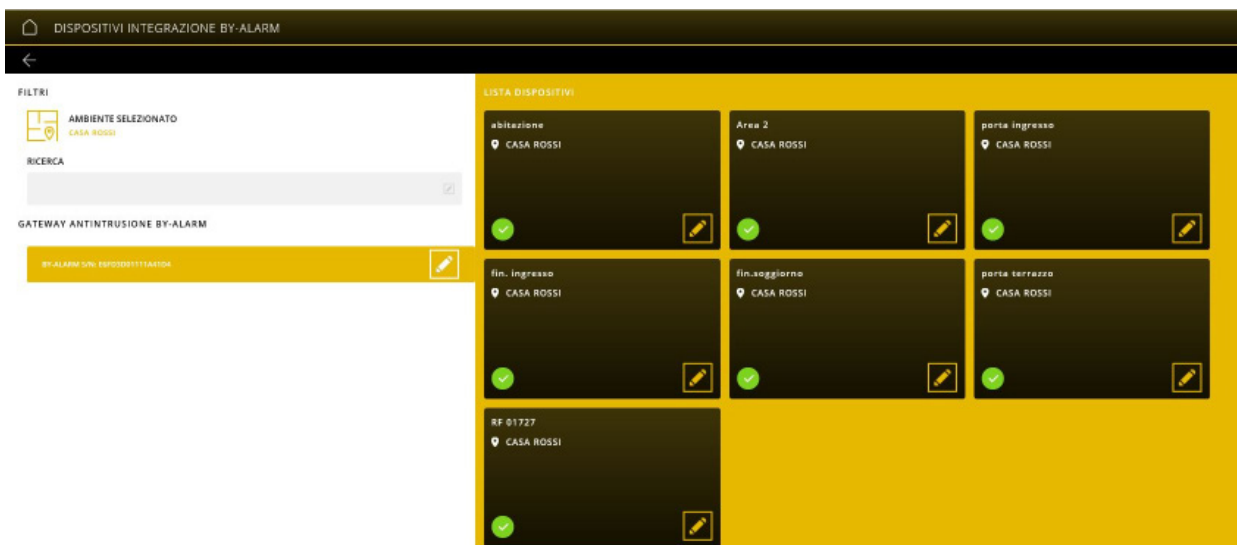 DISPOSITIVI INTEGRAZIONE BY-ALARM
FILTRI
AMBIENTE SELEZIONATO
CASA ROSSI
RICERCA
GATEWAY ANTINTRUSIONE BY-ALARM
BY-ALARM S/N:
LISTA DISPOSITIVI
abitazione
CASA ROSSI
Area 2
CASA ROSSI
porta ingresso
CASA ROSSI
fin. ingresso
CASA ROSSI
fin.soggiorno
CASA ROSSI
porta terrazzo
CASA ROSSI
RF 01727
CASA ROSSI